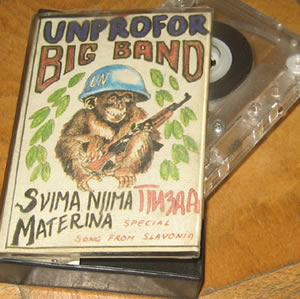 UNPROFOR
BIG BAND
UN
SVIMA NJIMA ПИЗДА
MATERINA SPECIAL
SONG FROM SLAVONIA